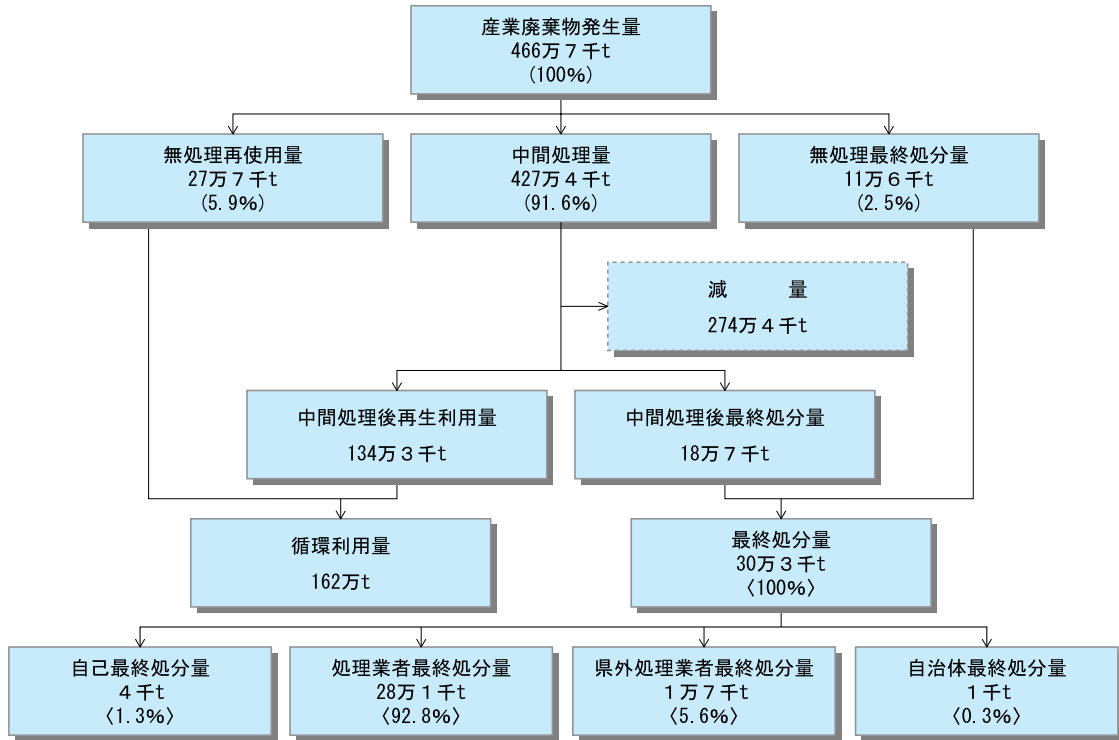 産業廃棄物発生量
466万7千t
(100%)
無処理再使用量
27万7千t
(5.9%)
中間処理量
427万4千t
(91.6%)
無処理最終処分量
11万6千t
(2.5%)
減　　　量
274万4千t
中間処理後再生利用量
134万3千t
中間処理後最終処分量
18万7千t
循環利用量
162万t
最終処分量
30万3千t
〈100%〉
自己最終処分量
4千t
〈1.3%〉
処理業者最終処分量
28万1千t
〈92.8%〉
県外処理業者最終処分量
1万7千t
〈5.6%〉
自治体最終処分量
1千t
〈0.3%〉